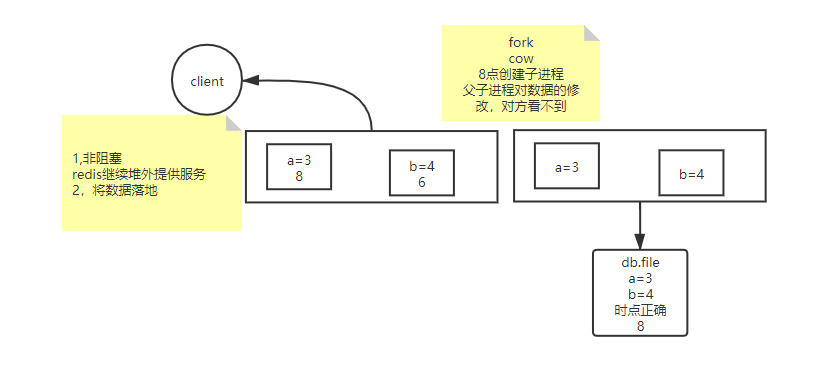 client
fork
cow
8点创建子进程
父子进程对数据的修
改，对方看不到
1,非阻塞
redis继续堆外提供服务
2，将数据落地
a=3
8
b=4
6
a=3
b=4
db.file
a=3
b=4
时点正确
8